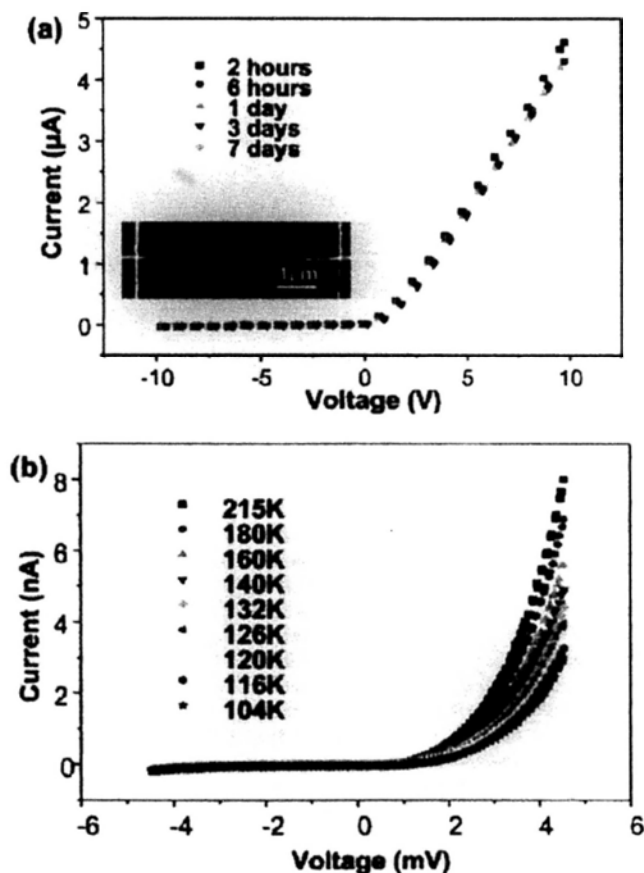 (a)
5
4
3
2
1
0
Current (µA)
2 hours
6 hours
1 day
3 days
7 days
-10
-5
0
5
10
Voltage (V)
(b)
8
6
4
2
0
Current (nA)
215K
180K
160K
140K
132K
126K
120K
116K
104K
-6
-4
-2
0
2
4
6
Voltage (mV)